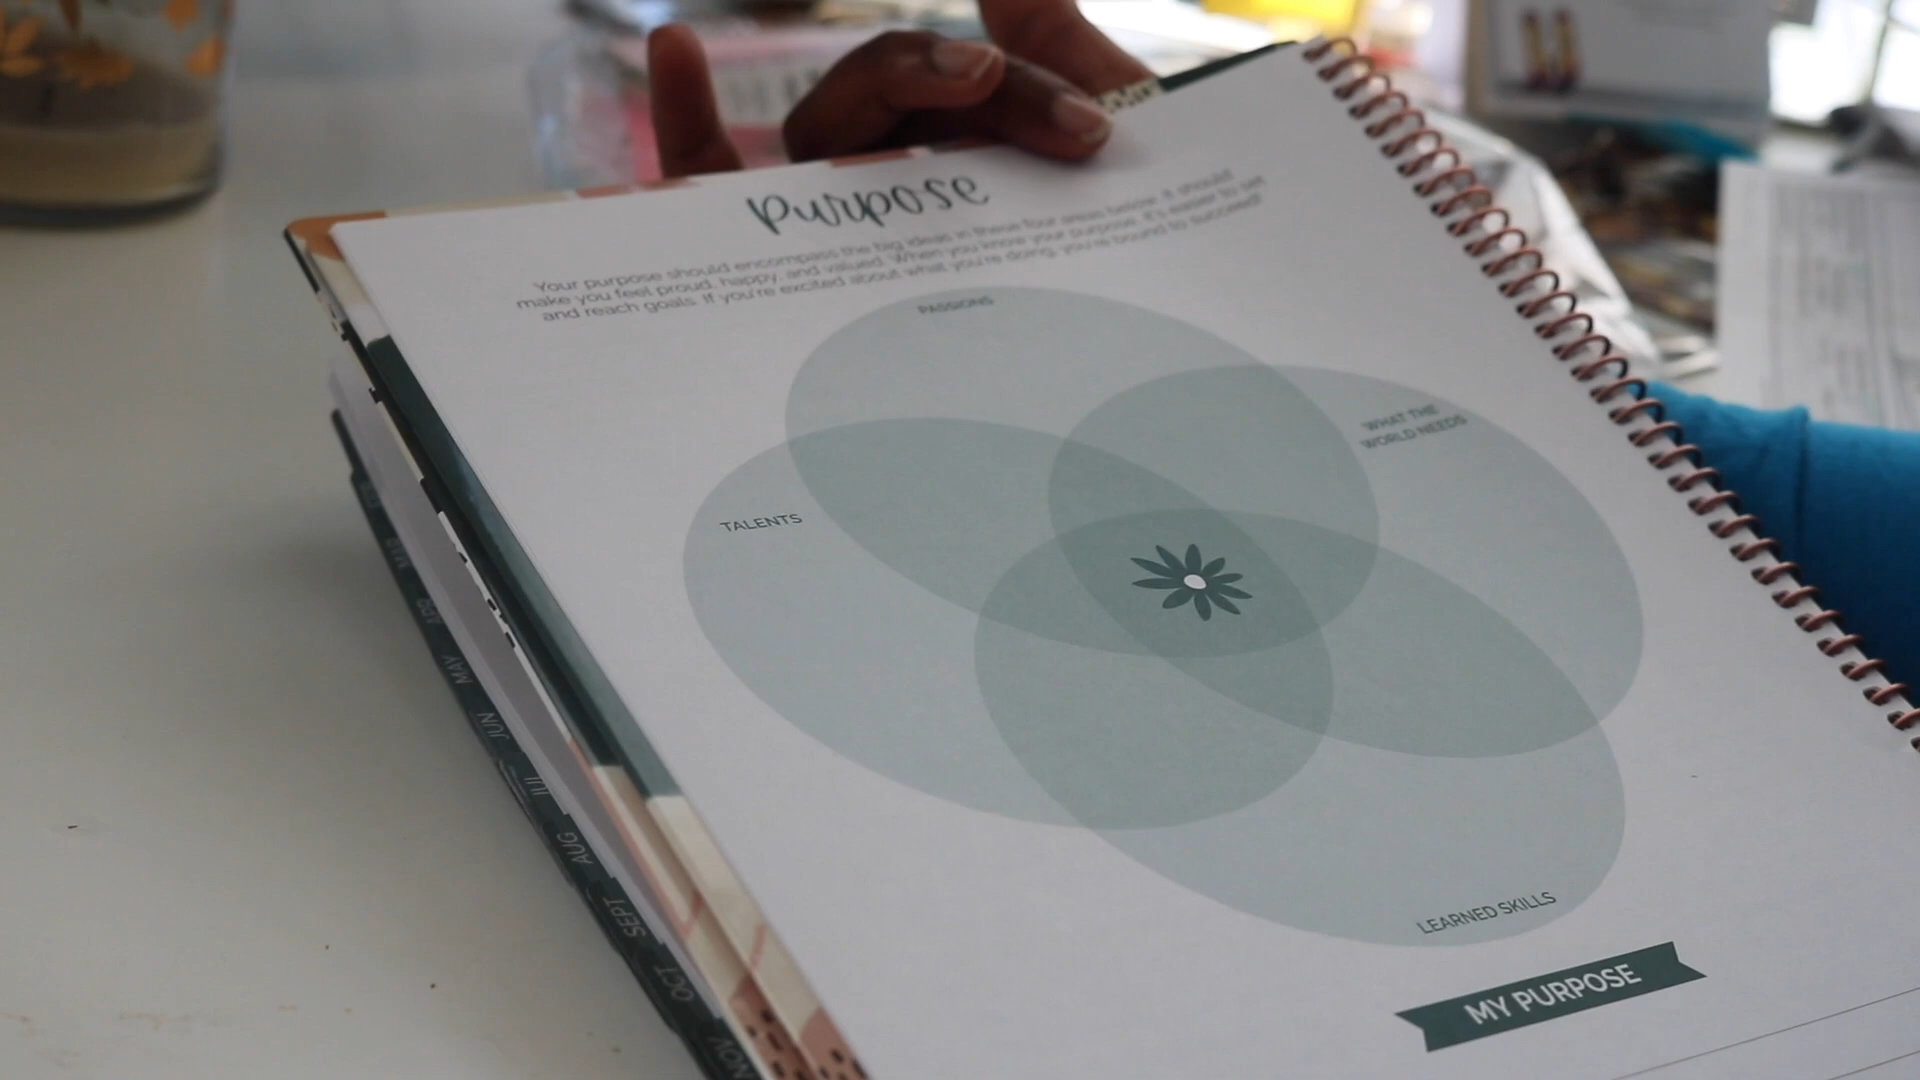 Purpose
Your purpose should encompass the big ideas in these four areas below. It should
make you feel proud, happy, and valued. When you know your purpose, it's easier to set
and reach goals. If you're excited about what you're doing, you're bound to succeed!
PASSIONS
WHAT THE
WORLD NEEDS
TALENTS
LEARNED SKILLS
MY PURPOSE
MAR
APR
MAY
JUN
JUL
AUG
SEPT
OCT
NOV